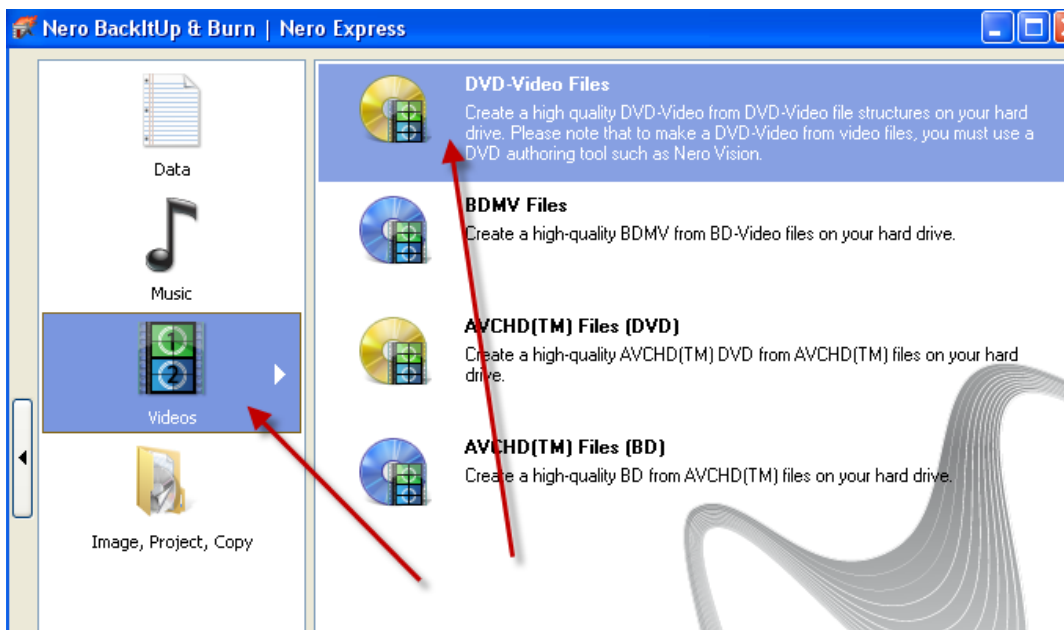 Nero BackItUp & Burn | Nero Express
Data
Music
1
2
Videos
Image, Project, Copy
DVD-Video Files
Create a high quality DVD-Video from DVD-Video file structures on your hard
drive. Please note that to make a DVD-Video from video files, you must use a
DVD authoring tool such as Nero Vision.
BDMV Files
Create a high-quality BDMV from BD-Video files on your hard drive.
AVCHD(TM) Files (DVD)
Create a high-quality AVCHD(TM) DVD from AVCHD(TM) files on your hard
drive.
AVCHD(TM) Files (BD)
Create a high-quality BD from AVCHD(TM) files on your hard drive.